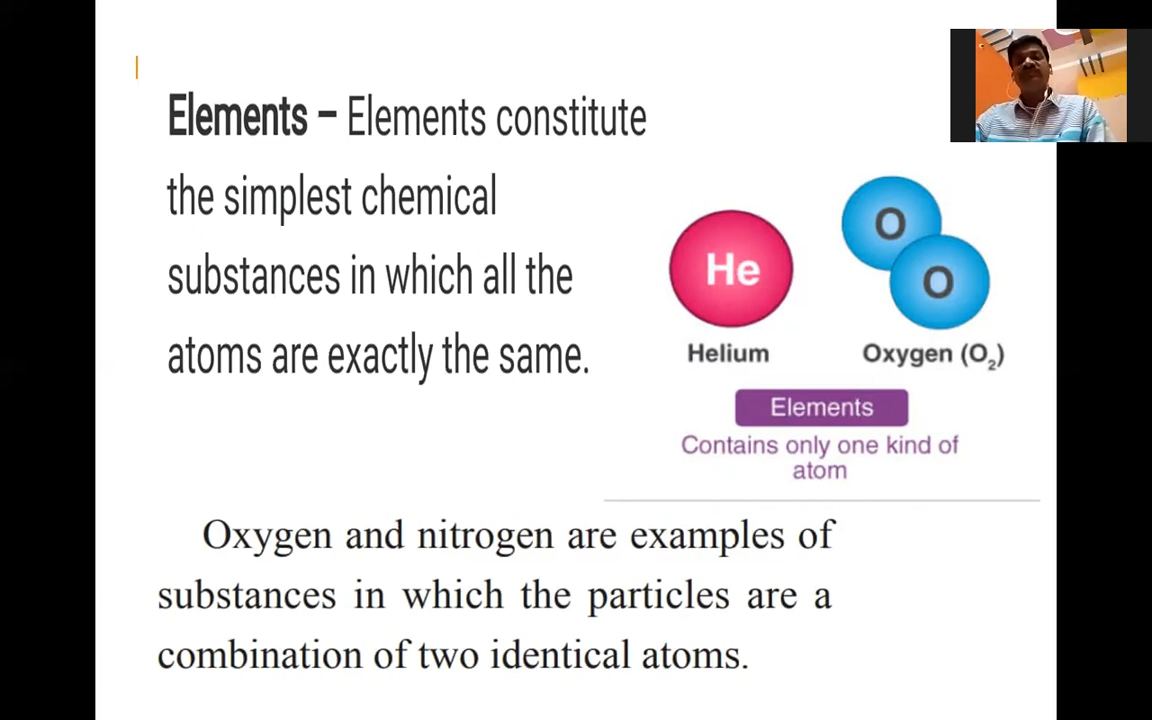 Elements – Elements constitute
the simplest chemical
substances in which all the
atoms are exactly the same.
He
O
O
Helium
Oxygen (O₂)
Elements
Contains only one kind of
atom
Oxygen and nitrogen are examples of
substances in which the particles are a
combination of two identical atoms.